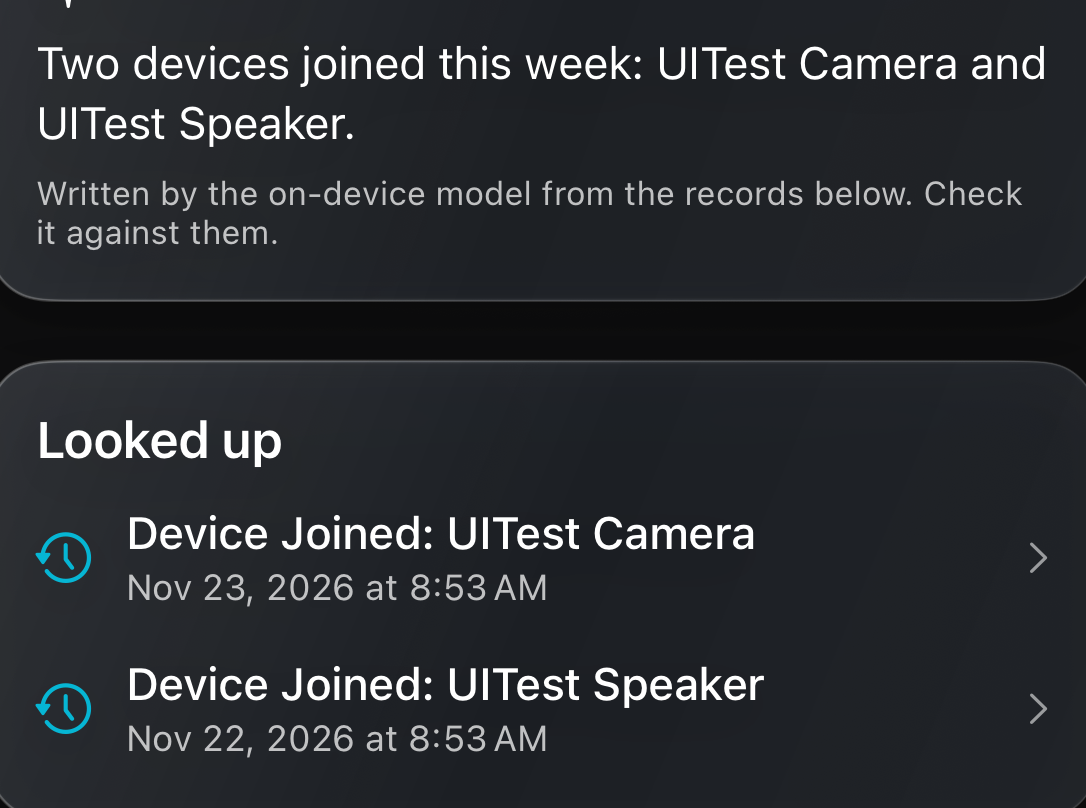 Two devices joined this week: UITest Camera and
UITest Speaker.
Written by the on-device model from the records below. Check
it against them.
Looked up
Device Joined: UITest Camera
Nov 23, 2026 at 8:53 AM
Device Joined: UITest Speaker
Nov 22, 2026 at 8:53 AM